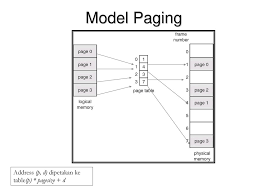 Model Paging
frame
number
page 0
page 1
page 2
page 3
logical
memory
0 1
1 4
2 3
3 7
page table
0
1 page 0
2
3 page 2
4 page 1
5
6
7 page 3
physical
memory
Address (p, d) dipetakan ke
table(p) * pagesize + d